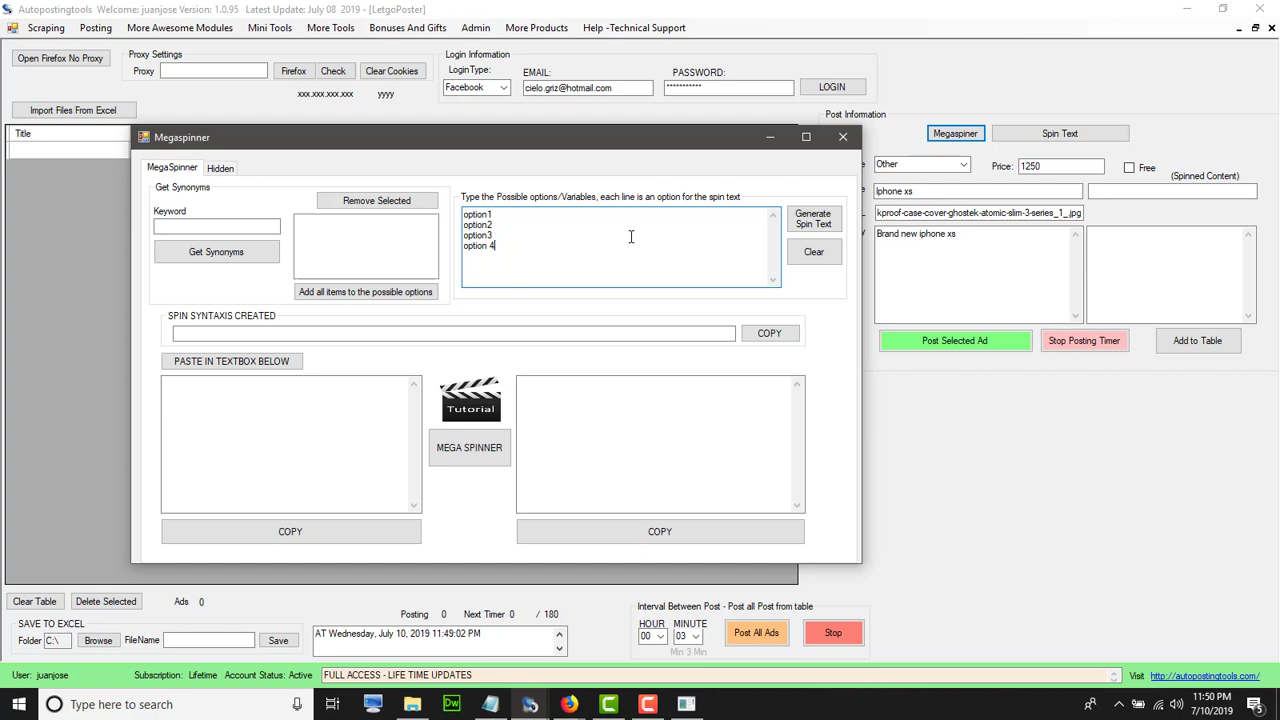 Autopostingtools Welcome: juanjose Version: 1.0.95 Latest Update: July 08 2019 - [LetgoPoster]
Scraping Posting More Awesome Modules Mini Tools More Tools Bonuses And Gifts Admin More Products Help -Technical Support
Open Firefox No Proxy
Proxy Settings
Proxy
Firefox
Check
Clear Cookies
xxx.xxx.xxx.xxx yyyy
Login Information
LoginType: EMAIL: PASSWORD:
Facebook cielo.griz@hotmail.com *********** LOGIN
Import Files From Excel
Title
Post Information
Megaspiner Spin Text
Other Price: 1250 Free
(Spinned Content)
Iphone xs
kproof-case-cover-ghostek-atomic-slim-3-series_1_.jpg
Brand new iphone xs
Post Selected Ad Stop Posting Timer Add to Table
Megaspinner
MegaSpinner Hidden
Get Synonyms
Keyword
Get Synonyms
Remove Selected
Add all items to the possible options
Type the Possible options/Variables, each line is an option for the spin text
option1
option2
option3
option 4
Generate
Spin Text
Clear
SPIN SYNTAXIS CREATED
COPY
PASTE IN TEXTBOX BELOW
Tutorial
MEGA SPINNER
COPY COPY
Clear Table Delete Selected Ads 0
SAVE TO EXCEL
Folder C:\ Browse FileName Save
Posting 0 Next Timer 0 / 180
AT Wednesday, July 10, 2019 11:49:02 PM
Interval Between Post - Post all Post from table
HOUR MINUTE
00 03
Min 3 Min
Post All Ads Stop
User: juanjose Subscription: Lifetime Account Status: Active FULL ACCESS - LIFE TIME UPDATES Visit http://autopostingtools.com/
Type here to search
Dw
11:50 PM
7/10/2019